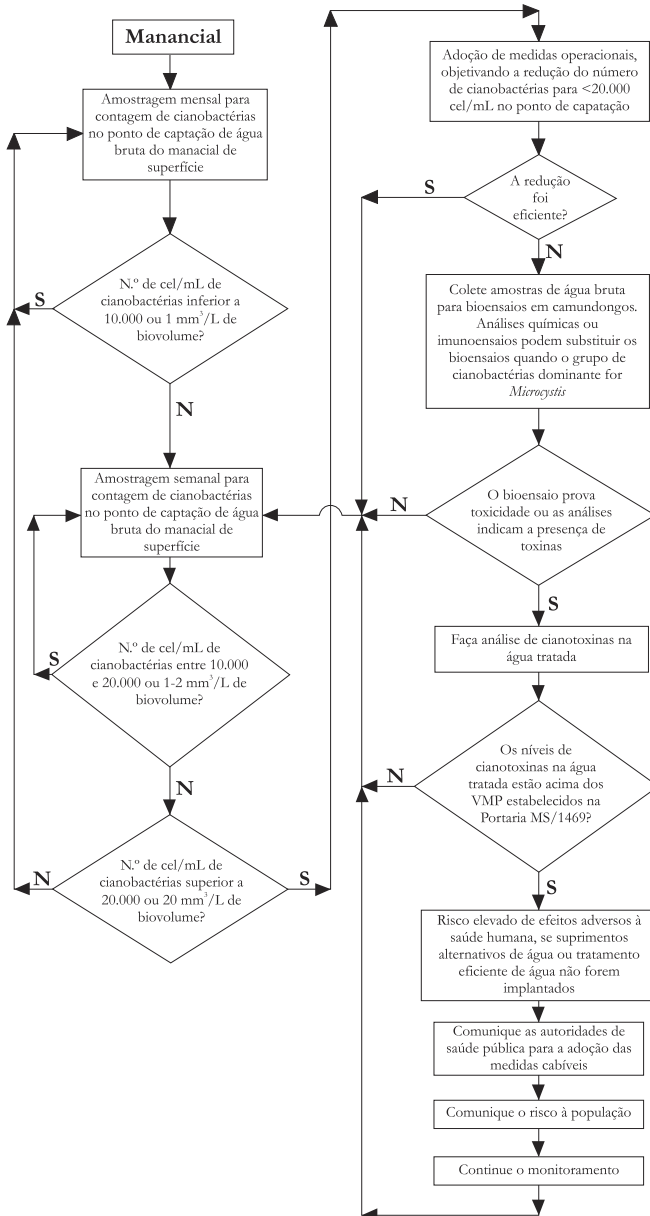 Manancial
Amostragem mensal para
contagem de cianobactérias
no ponto de captação de água
bruta do manacial de
superfície
S
N.º de cel/mL de
cianobactérias inferior a
10.000 ou 1 mm³/L de
biovolume?
N
Amostragem semanal para
contagem de cianobactérias
no ponto de captação de água
bruta do manacial de
superfície
S
N.º de cel/mL de
cianobactérias entre 10.000
e 20.000 ou 1-2 mm³/L de
biovolume?
N
N
N.º de cel/mL de
cianobactérias superior a
20.000 ou 20 mm³/L de
biovolume?
S
Adoção de medidas operacionais,
objetivando a redução do número
de cianobactérias para <20.000
cel/mL no ponto de capatação
S
A redução
foi
eficiente?
N
Colete amostras de água bruta
para bioensaios em camundongos.
Análises químicas ou
imunoensaios podem substituir os
bioensaios quando o grupo de
cianobactérias dominante for
Microcystis
N
O bioensaio prova
toxicidade ou as análises
indicam a presença de
toxinas
S
Faça análise de cianotoxinas na
água tratada
N
Os níveis de
cianotoxinas na água
tratada estão acima dos
VMP estabelecidos na
Portaria MS/1469?
S
Risco elevado de efeitos adversos à
saúde humana, se suprimentos
alternativos de água ou tratamento
eficiente de água não forem
implantados
Comunique as autoridades de
saúde pública para a adoção das
medidas cabíveis
Comunique o risco à população
Continue o monitoramento